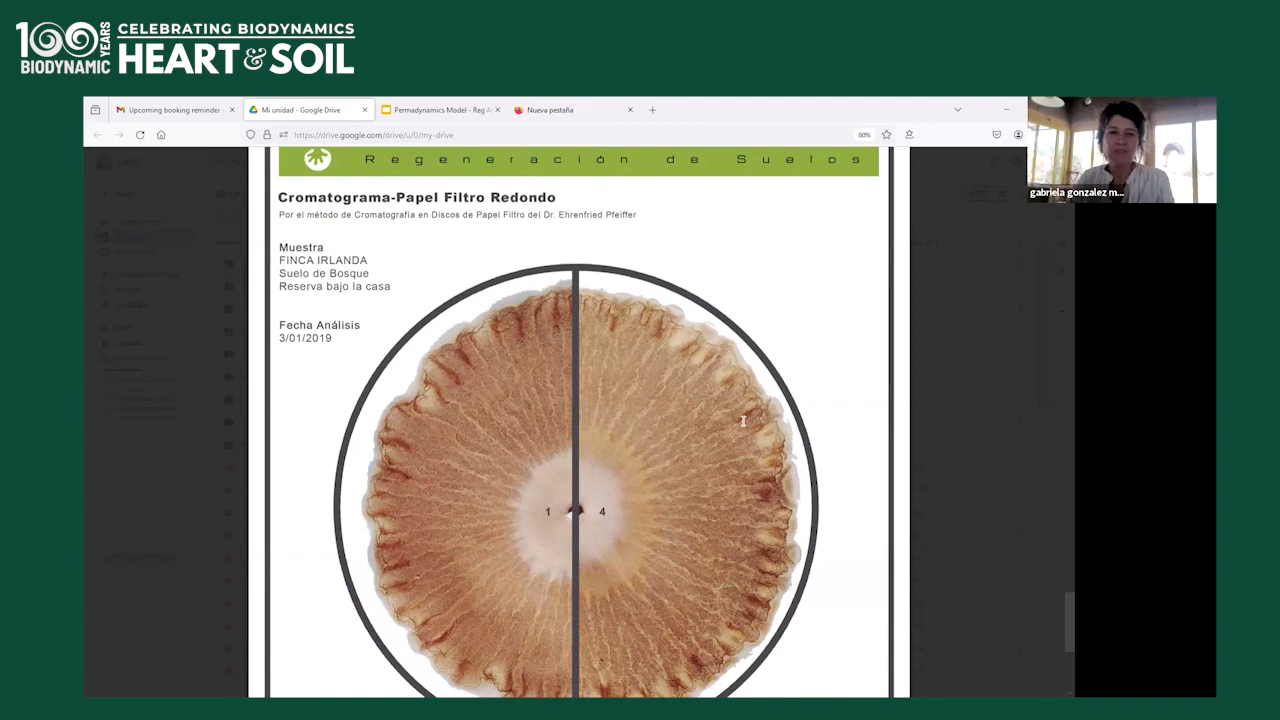 100 YEARS
BIODYNAMIC
CELEBRATING BIODYNAMICS
HEART & SOIL
Upcoming booking reminder
Mi unidad - Google Drive
Permadynamics Model - Reg A
Nueva pestaña
https://drive.google.com/drive/u/0/my-drive
80%
gabriela gonzalez m...
Regeneración de Suelos
Cromatograma-Papel Filtro Redondo
Por el método de Cromatografía en Discos de Papel Filtro del Dr. Ehrenfried Pfeiffer
Muestra
FINCA IRLANDA
Suelo de Bosque
Reserva bajo la casa
Fecha Análisis
3/01/2019
1 4